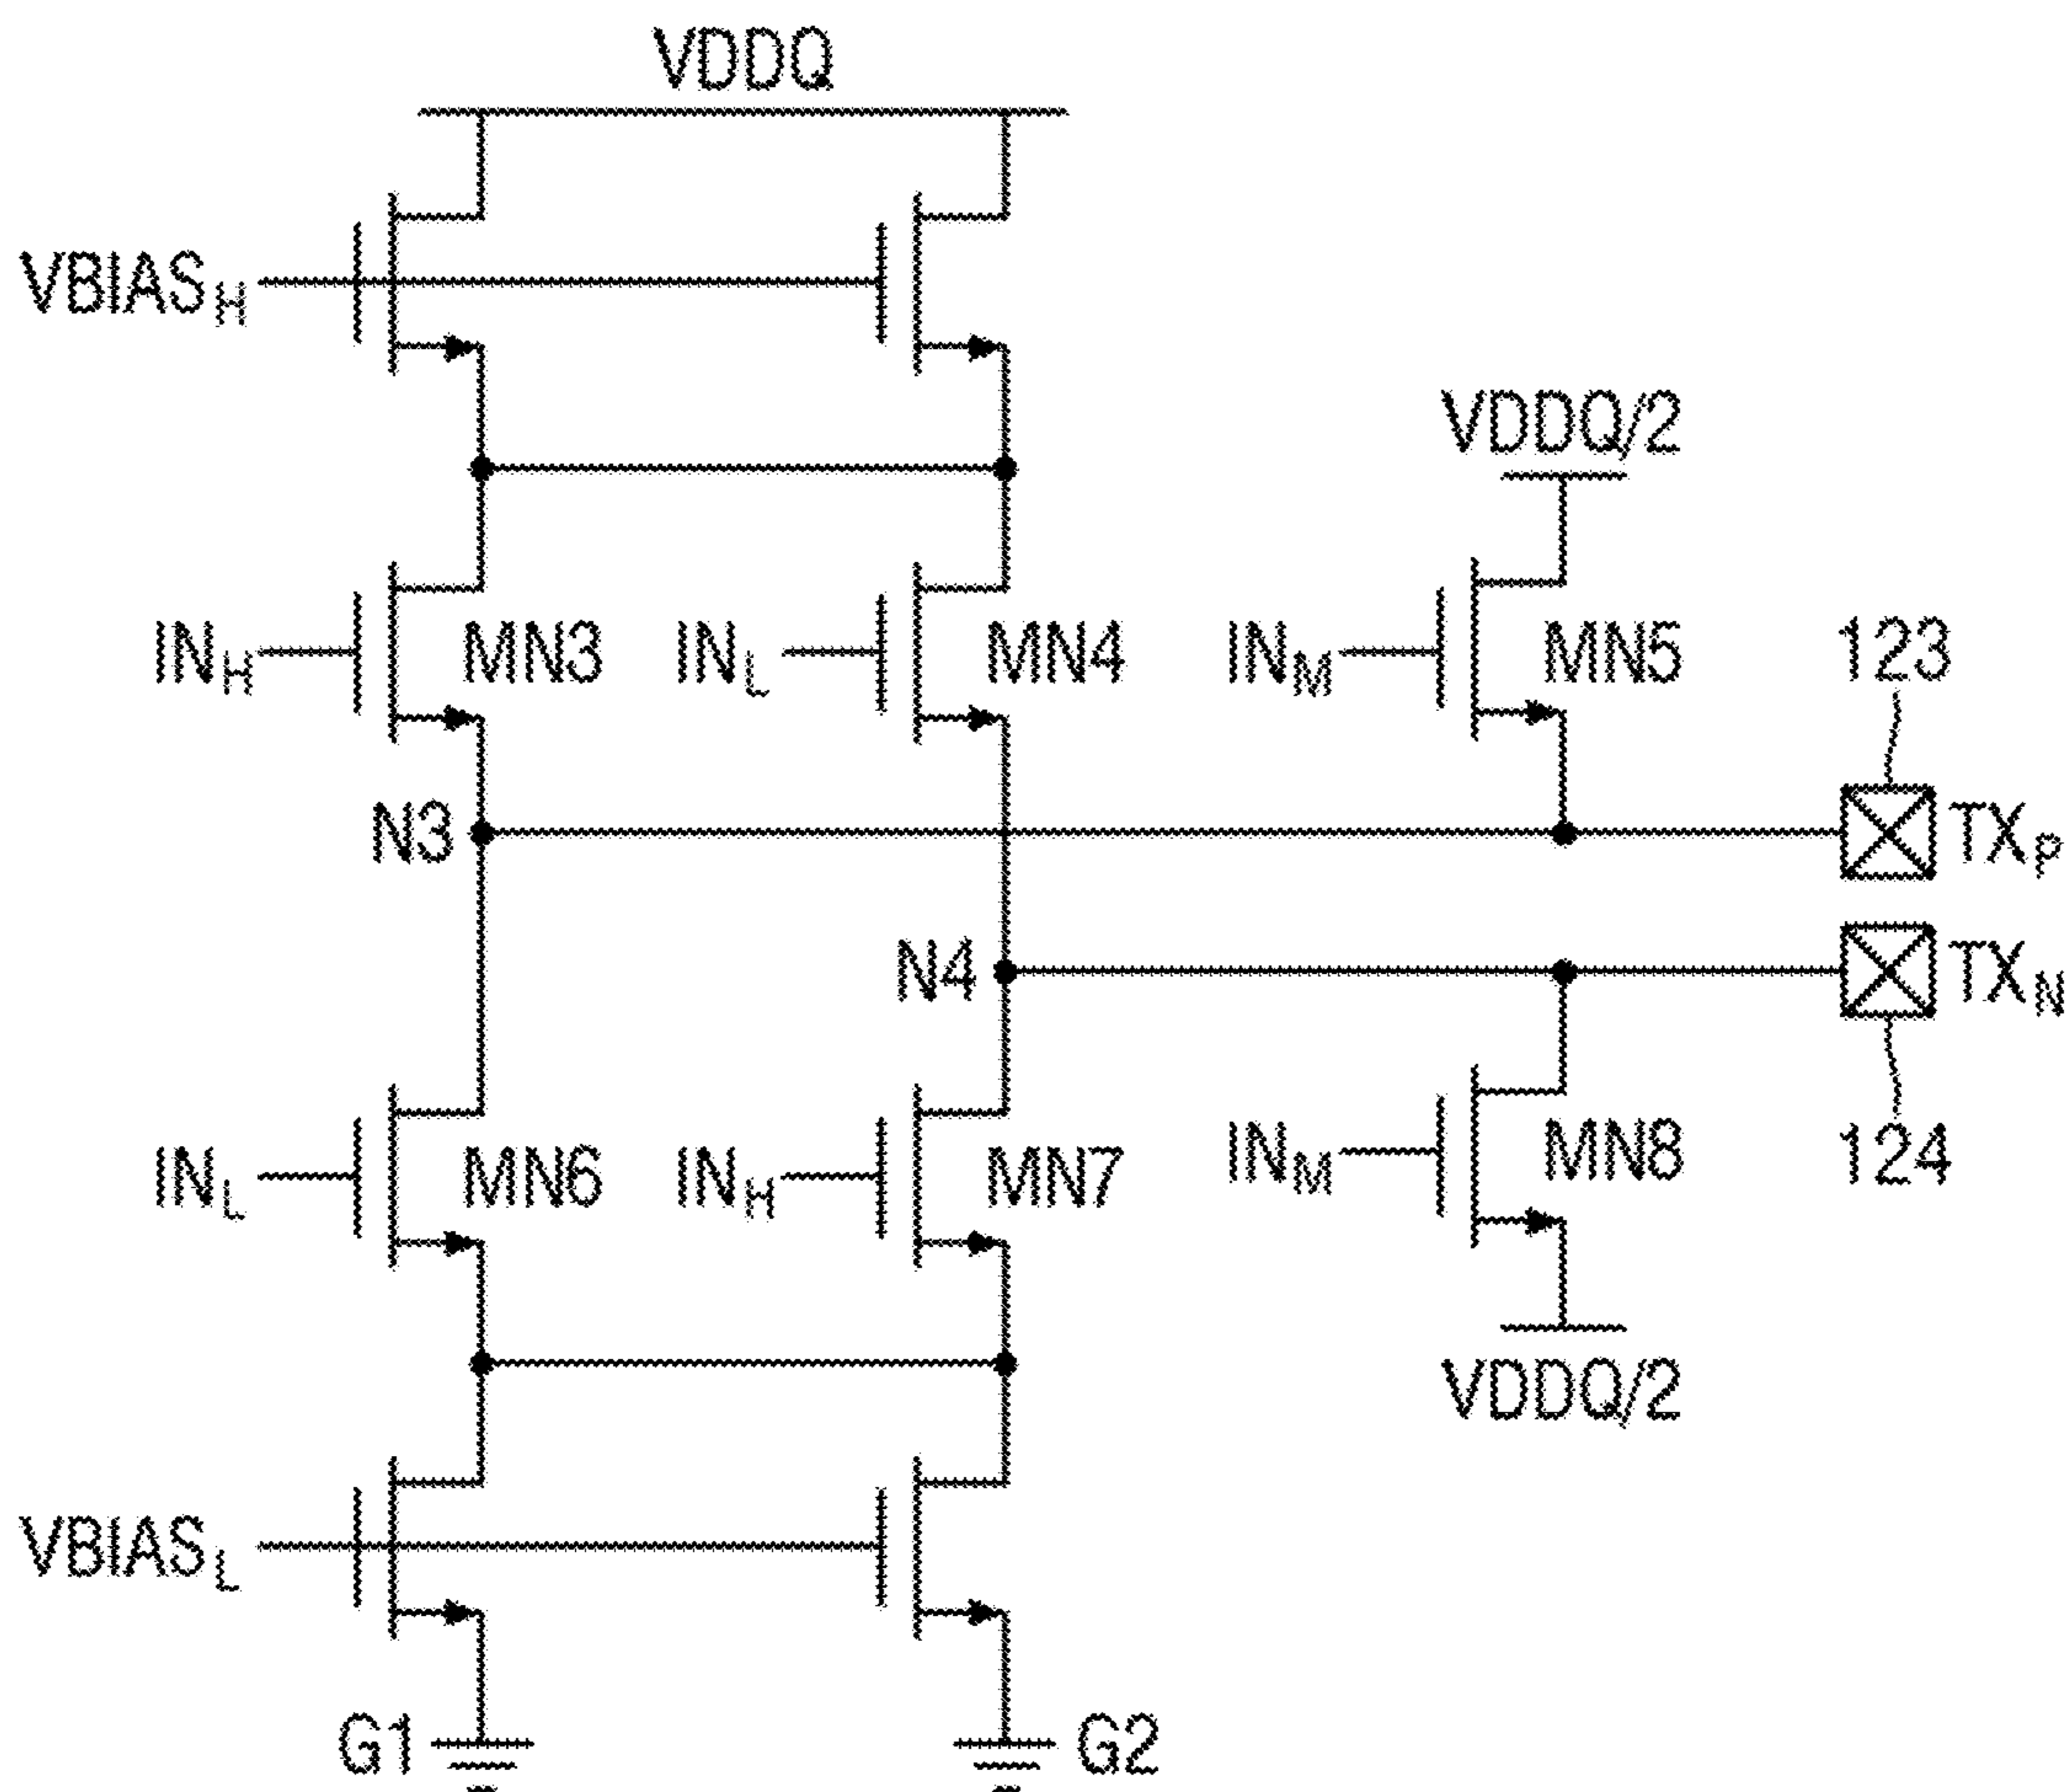 VDDQ
VBIASH
VDDQ/2
INH MN3 INL MN4 INM MN5 123
N3 TXP
N4 TXN
INL MN6 INH MN7 INM MN8 124
VDDQ/2
VBIASL
G1 G2